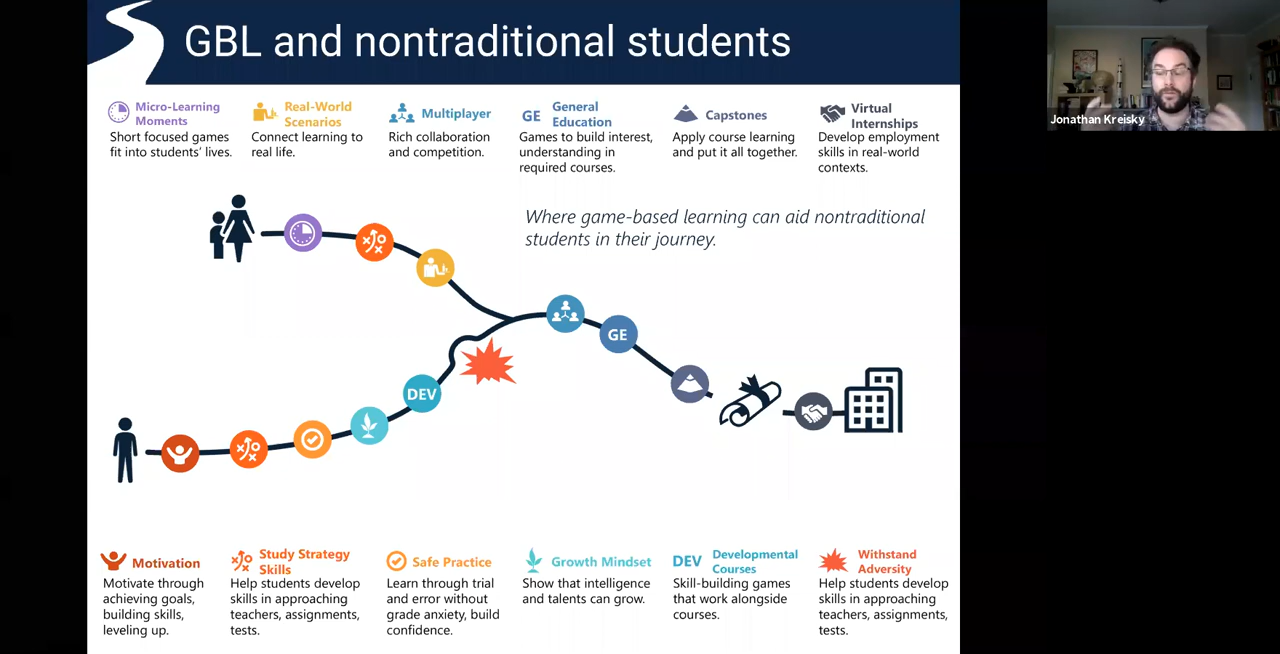 GBL and nontraditional students
Jonathan Kreisky
Micro-Learning
Moments
Short focused games
fit into students' lives.
Real-World
Scenarios
Connect learning to
real life.
Multiplayer
Rich collaboration
and competition.
GE
General
Education
Games to build interest,
understanding in
required courses.
Capstones
Apply course learning
and put it all together.
Virtual
Internships
Develop employment
skills in real-world
contexts.
Where game-based learning can aid nontraditional
students in their journey.
GE
DEV
Motivation
Motivate through
achieving goals,
building skills,
leveling up.
Study Strategy
Skills
Help students develop
skills in approaching
teachers, assignments,
tests.
Safe Practice
Learn through trial
and error without
grade anxiety, build
confidence.
Growth Mindset
Show that intelligence
and talents can grow.
DEV
Developmental
Courses
Skill-building games
that work alongside
courses.
Withstand
Adversity
Help students develop
skills in approaching
teachers, assignments,
tests.